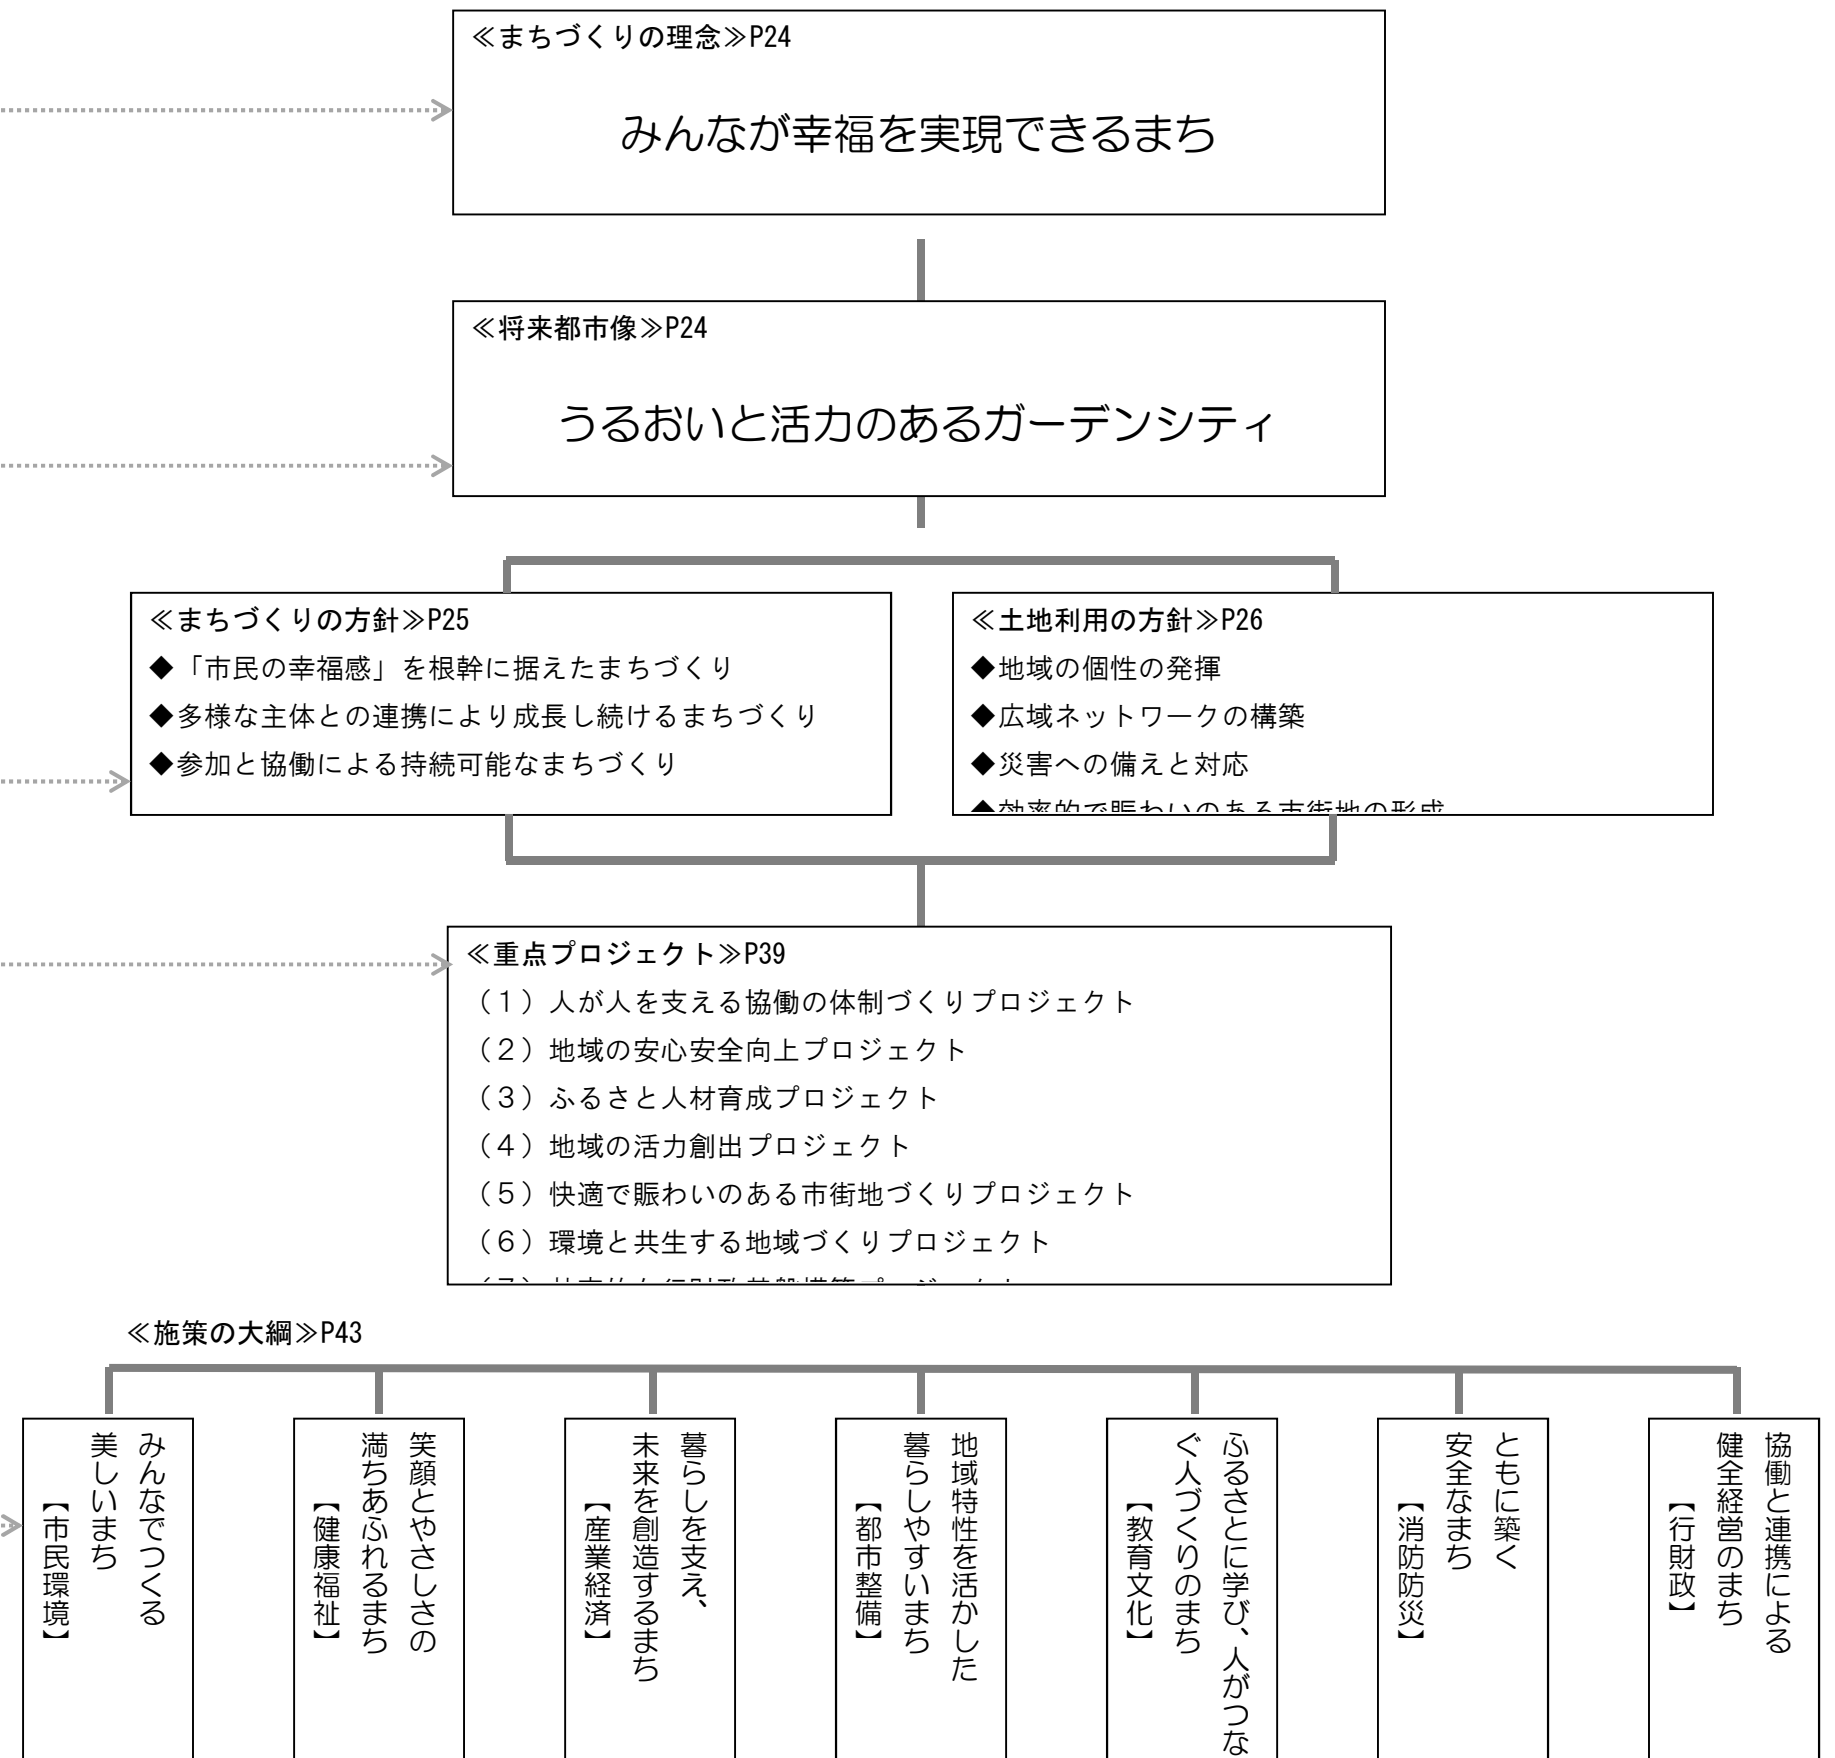 ≪まちづくりの理念≫P24
みんなが幸福を実現できるまち
≪将来都市像≫P24
うるおいと活力のあるガーデンシティ
≪まちづくりの方針≫P25
◆「市民の幸福感」を根幹に据えたまちづくり
◆多様な主体との連携により成長し続けるまちづくり
◆参加と協働による持続可能なまちづくり
≪土地利用の方針≫P26
◆地域の個性の発揮
◆広域ネットワークの構築
◆災害への備えと対応
◆効率的で賑わいのある市街地の形成
≪重点プロジェクト≫P39
（１）人が人を支える協働の体制づくりプロジェクト
（２）地域の安心安全向上プロジェクト
（３）ふるさと人材育成プロジェクト
（４）地域の活力創出プロジェクト
（５）快適で賑わいのある市街地づくりプロジェクト
（６）環境と共生する地域づくりプロジェクト
≪施策の大綱≫P43
みんなでつくる
美しいまち
【市民環境】
笑顔とやさしさの
満ちあふれるまち
【健康福祉】
暮らしを支え、
未来を創造するまち
【産業経済】
地域特性を活かした
暮らしやすいまち
【都市整備】
ふるさとに学び、人がつな
ぐ人づくりのまち
【教育文化】
ともに築く
安全なまち
【消防防災】
協働と連携による
健全経営のまち
【行財政】